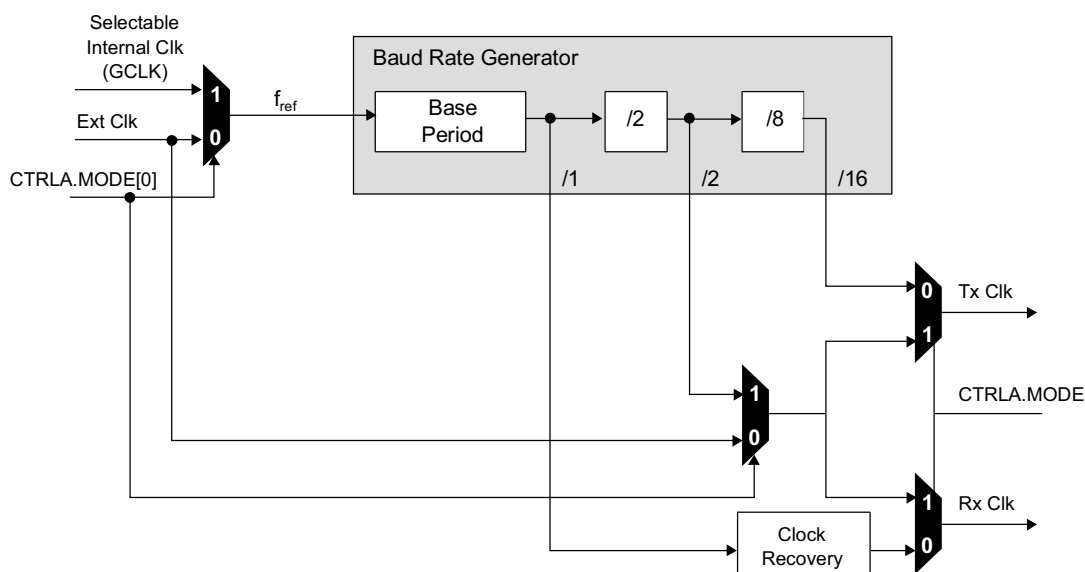 Selectable
Internal Clk
(GCLK)
Baud Rate Generator
1
f_ref
Base
Period
/2
/8
Ext Clk
0
CTRLA.MODE[0]
/1
/2
/16
0
Tx Clk
1
1
CTRLA.MODE
0
1
Rx Clk
Clock
Recovery
0